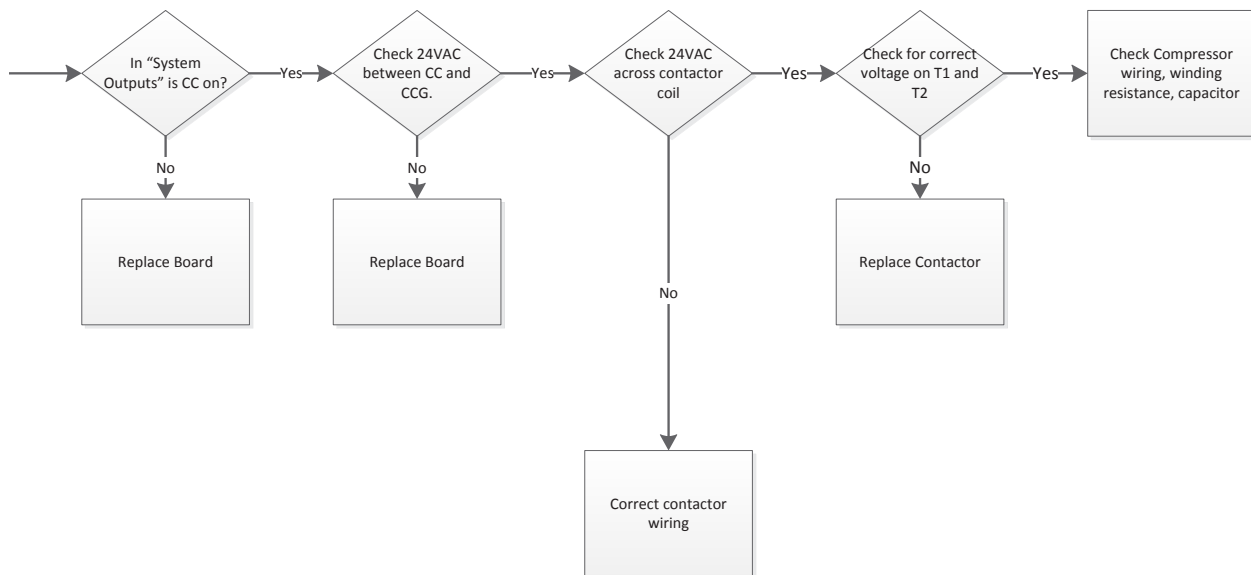 In “System
Outputs” is CC on?
Yes
Check 24VAC
between CC and
CCG.
Yes
Check 24VAC
across contactor
coil
Yes
Check for correct
voltage on T1 and
T2
Yes
Check Compressor
wiring, winding
resistance, capacitor
No
No
No
Replace Board
Replace Board
Replace Contactor
No
Correct contactor
wiring